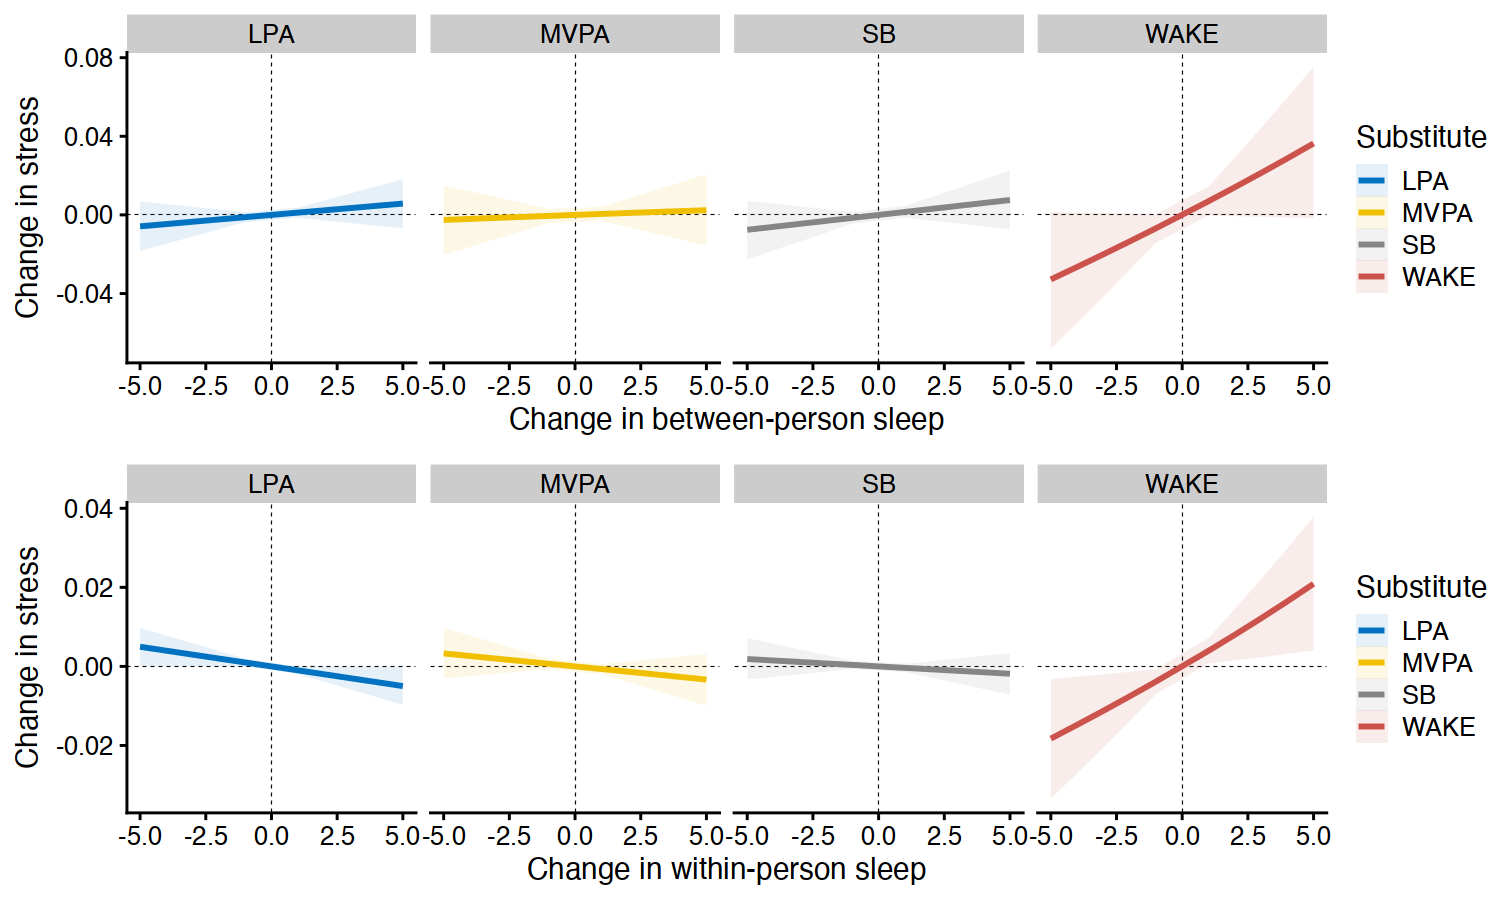 LPA MVPA SB WAKE
Change in stress
0.08
0.04
0.00
-0.04
-5.0 -2.5 0.0 2.5 5.0 -5.0 -2.5 0.0 2.5 5.0 -5.0 -2.5 0.0 2.5 5.0 -5.0 -2.5 0.0 2.5 5.0
Change in between-person sleep
Substitute
LPA
MVPA
SB
WAKE
LPA MVPA SB WAKE
Change in stress
0.04
0.02
0.00
-0.02
-5.0 -2.5 0.0 2.5 5.0 -5.0 -2.5 0.0 2.5 5.0 -5.0 -2.5 0.0 2.5 5.0 -5.0 -2.5 0.0 2.5 5.0
Change in within-person sleep
Substitute
LPA
MVPA
SB
WAKE